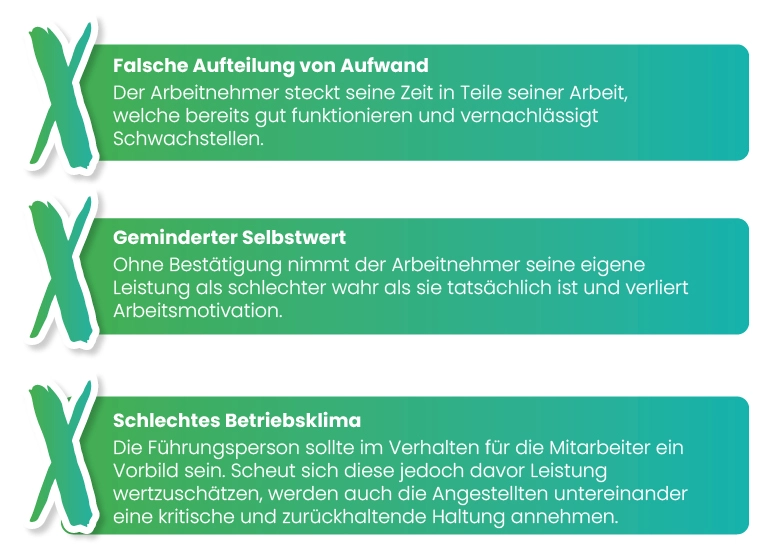 Falsche Aufteilung von Aufwand
Der Arbeitnehmer steckt seine Zeit in Teile seiner Arbeit,
welche bereits gut funktionieren und vernachlässigt
Schwachstellen.
Geminderter Selbstwert
Ohne Bestätigung nimmt der Arbeitnehmer seine eigene
Leistung als schlechter wahr als sie tatsächlich ist und verliert
Arbeitsmotivation.
Schlechtes Betriebsklima
Die Führungsperson sollte im Verhalten für die Mitarbeiter ein
Vorbild sein. Scheut sich diese jedoch davor Leistung
wertzuschätzen, werden auch die Angestellten untereinander
eine kritische und zurückhaltende Haltung annehmen.